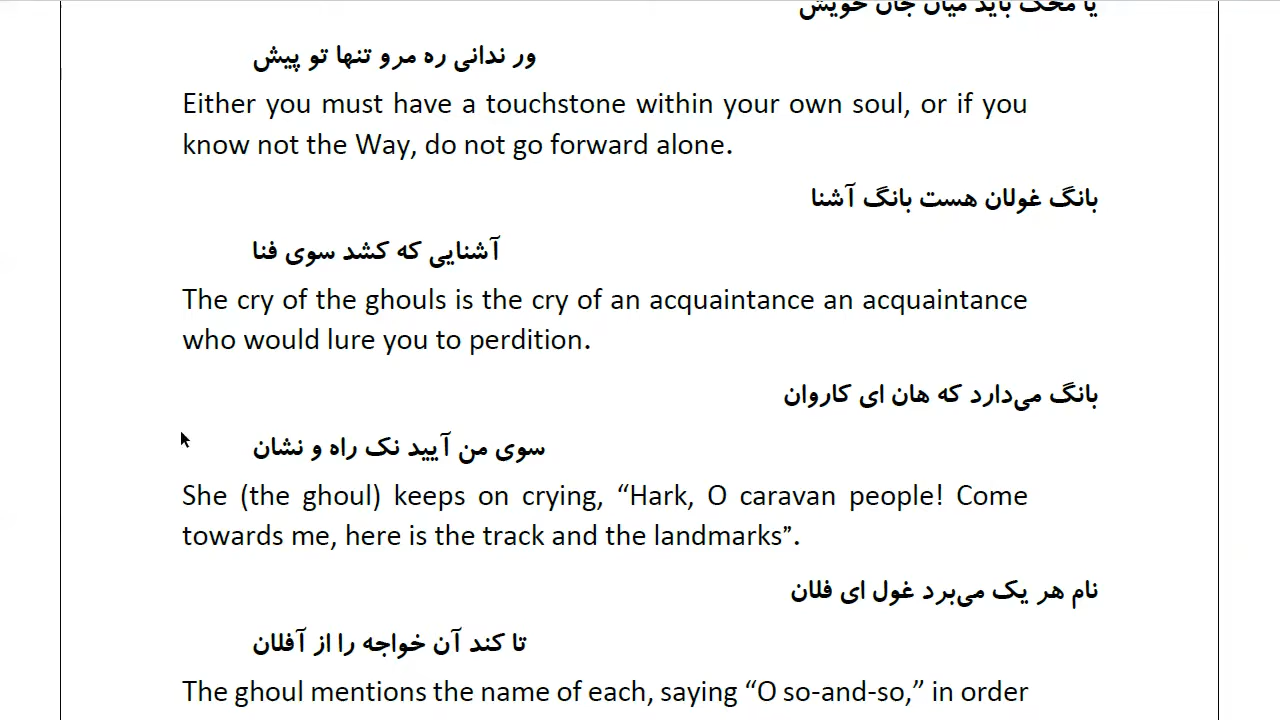 یا محک باید میان جان خویش
ور ندانی ره مرو تنها تو پیش
Either you must have a touchstone within your own soul, or if you
know not the Way, do not go forward alone.
بانگ غولان هست بانگ آشنا
آشنایی که کشد سوی فنا
The cry of the ghouls is the cry of an acquaintance an acquaintance
who would lure you to perdition.
بانگ می‌دارد که هان ای کاروان
سوی من آیید نک راه و نشان
She (the ghoul) keeps on crying, “Hark, O caravan people! Come
towards me, here is the track and the landmarks”.
نام هر یک می‌برد غول ای فلان
تا کند آن خواجه را از آفلان
The ghoul mentions the name of each, saying “O so-and-so,” in order